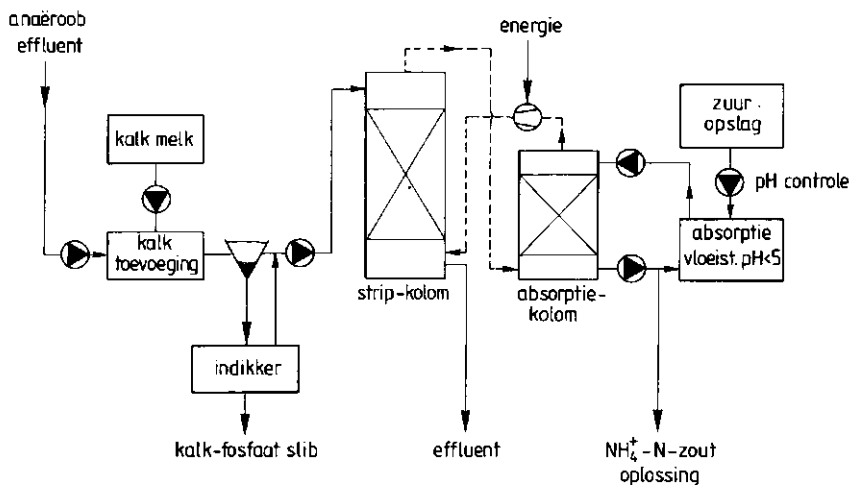 anaëroob
effluent
energie
kalk melk
zuur-
opslag
pH controle
kalk
toevoeging
absorptie
vloeist. pH<5
strip-kolom
absorptie-
kolom
indikker
kalk-fosfaat slib
effluent
NH₄⁺-N-zout
oplossing